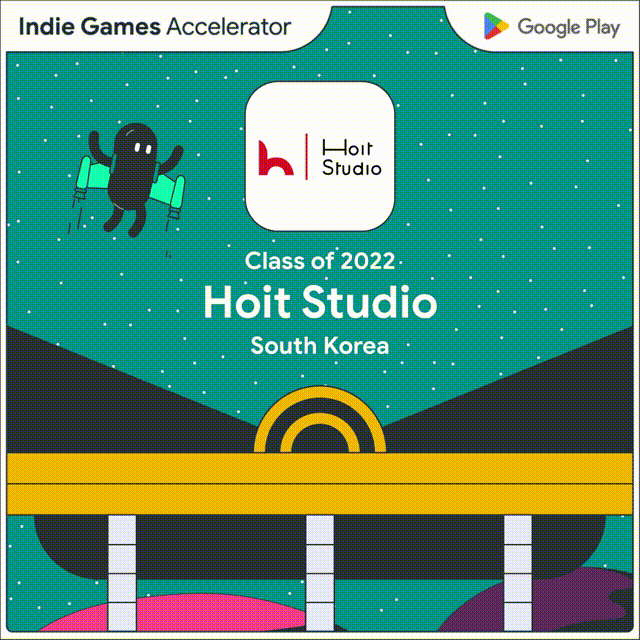 Indie Games Accelerator
Google Play
Hoit
Studio
Class of 2022
Hoit Studio
South Korea